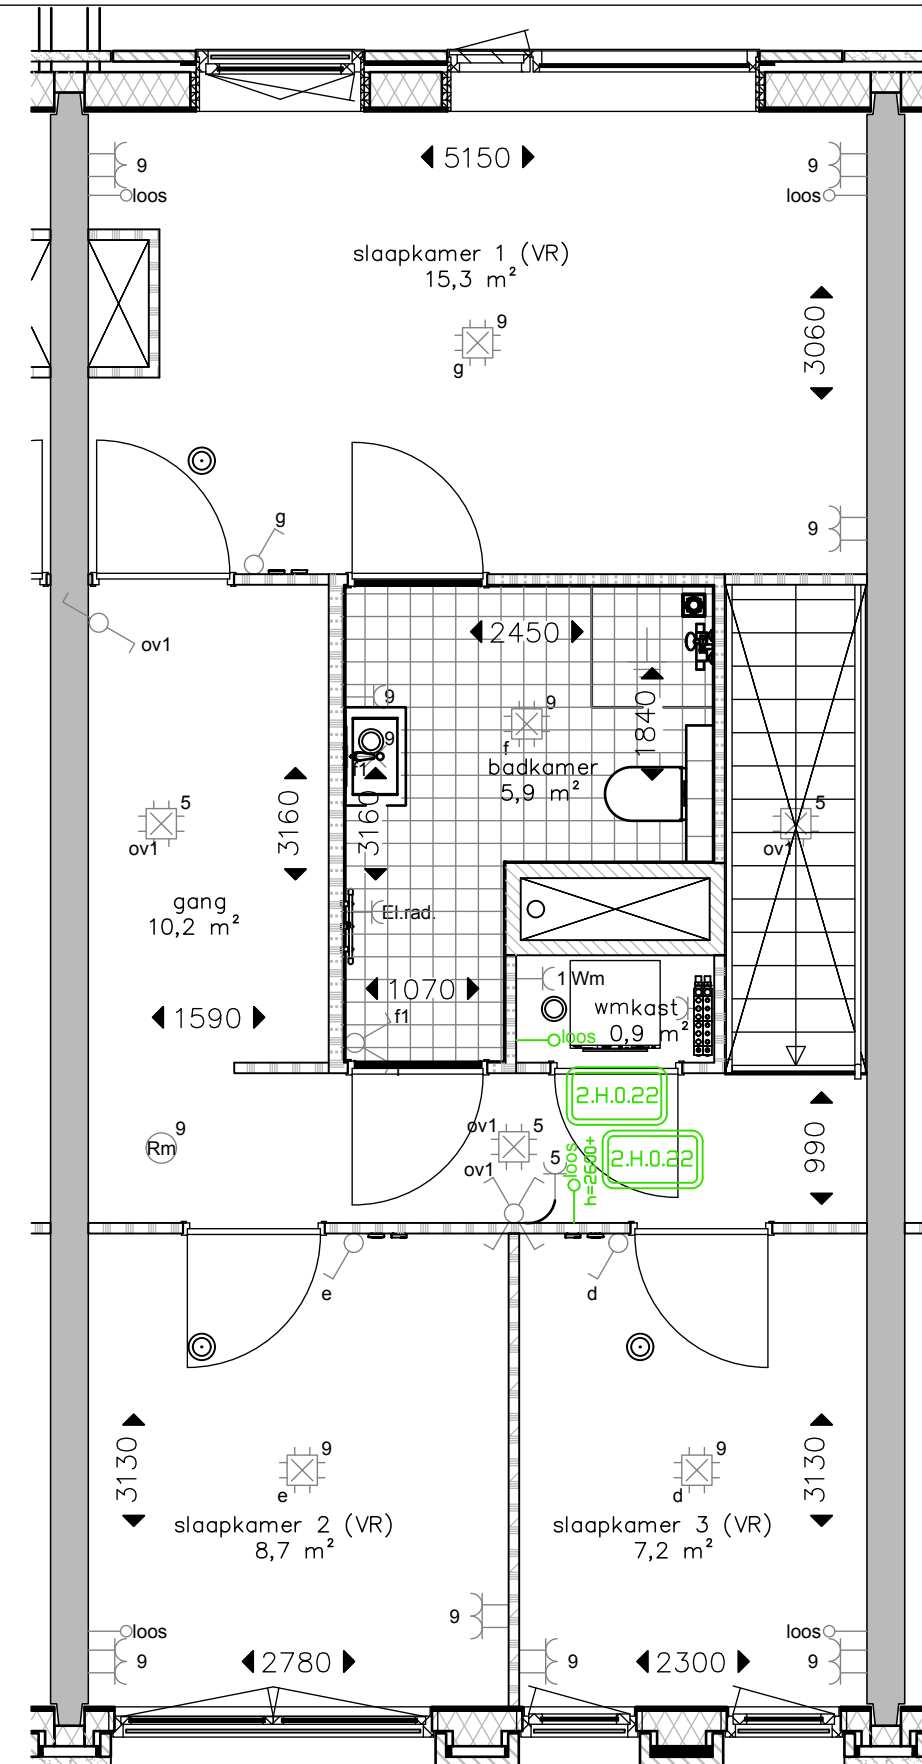 9
loos
5150
9
loos
slaapkamer 1 (VR)
15,3 m²
3060
9
g
9
g
ov1
2450
9
1840
9
f
9
f1
badkamer
5,9 m²
3160
3160
5
ov1
5
ov1
gang
10,2 m²
El.rad.
1 Wm
wmkast
0,9 m²
loos
1590
1070
f1
2.H.0.22
2.H.0.22
loos
h=2600+
990
9
Rm
ov1
5
ov1
5
e
d
3130
9
e
slaapkamer 2 (VR)
8,7 m²
9
d
slaapkamer 3 (VR)
7,2 m²
3130
9
loos
9
2780
9
2300
loos
9